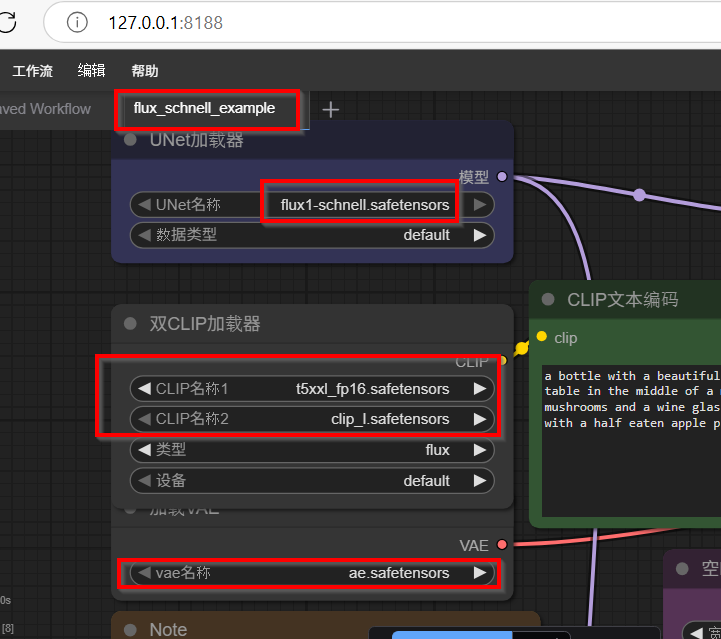 127.0.0.1:8188
工作流 编辑 帮助
ved Workflow flux_schnell_example +
UNet加载器
模型
UNet名称 flux1-schnell.safetensors
数据类型 default
双CLIP加载器
CLIP
CLIP名称1 t5xxl_fp16.safetensors
CLIP名称2 clip_l.safetensors
类型 flux
设备 default
加载VAE
VAE
vae名称 ae.safetensors
Note
CLIP文本编码
clip
a bottle with a beautiful
table in the middle of a
mushrooms and a wine glas
with a half eaten apple p
空
宽
0s
[8]